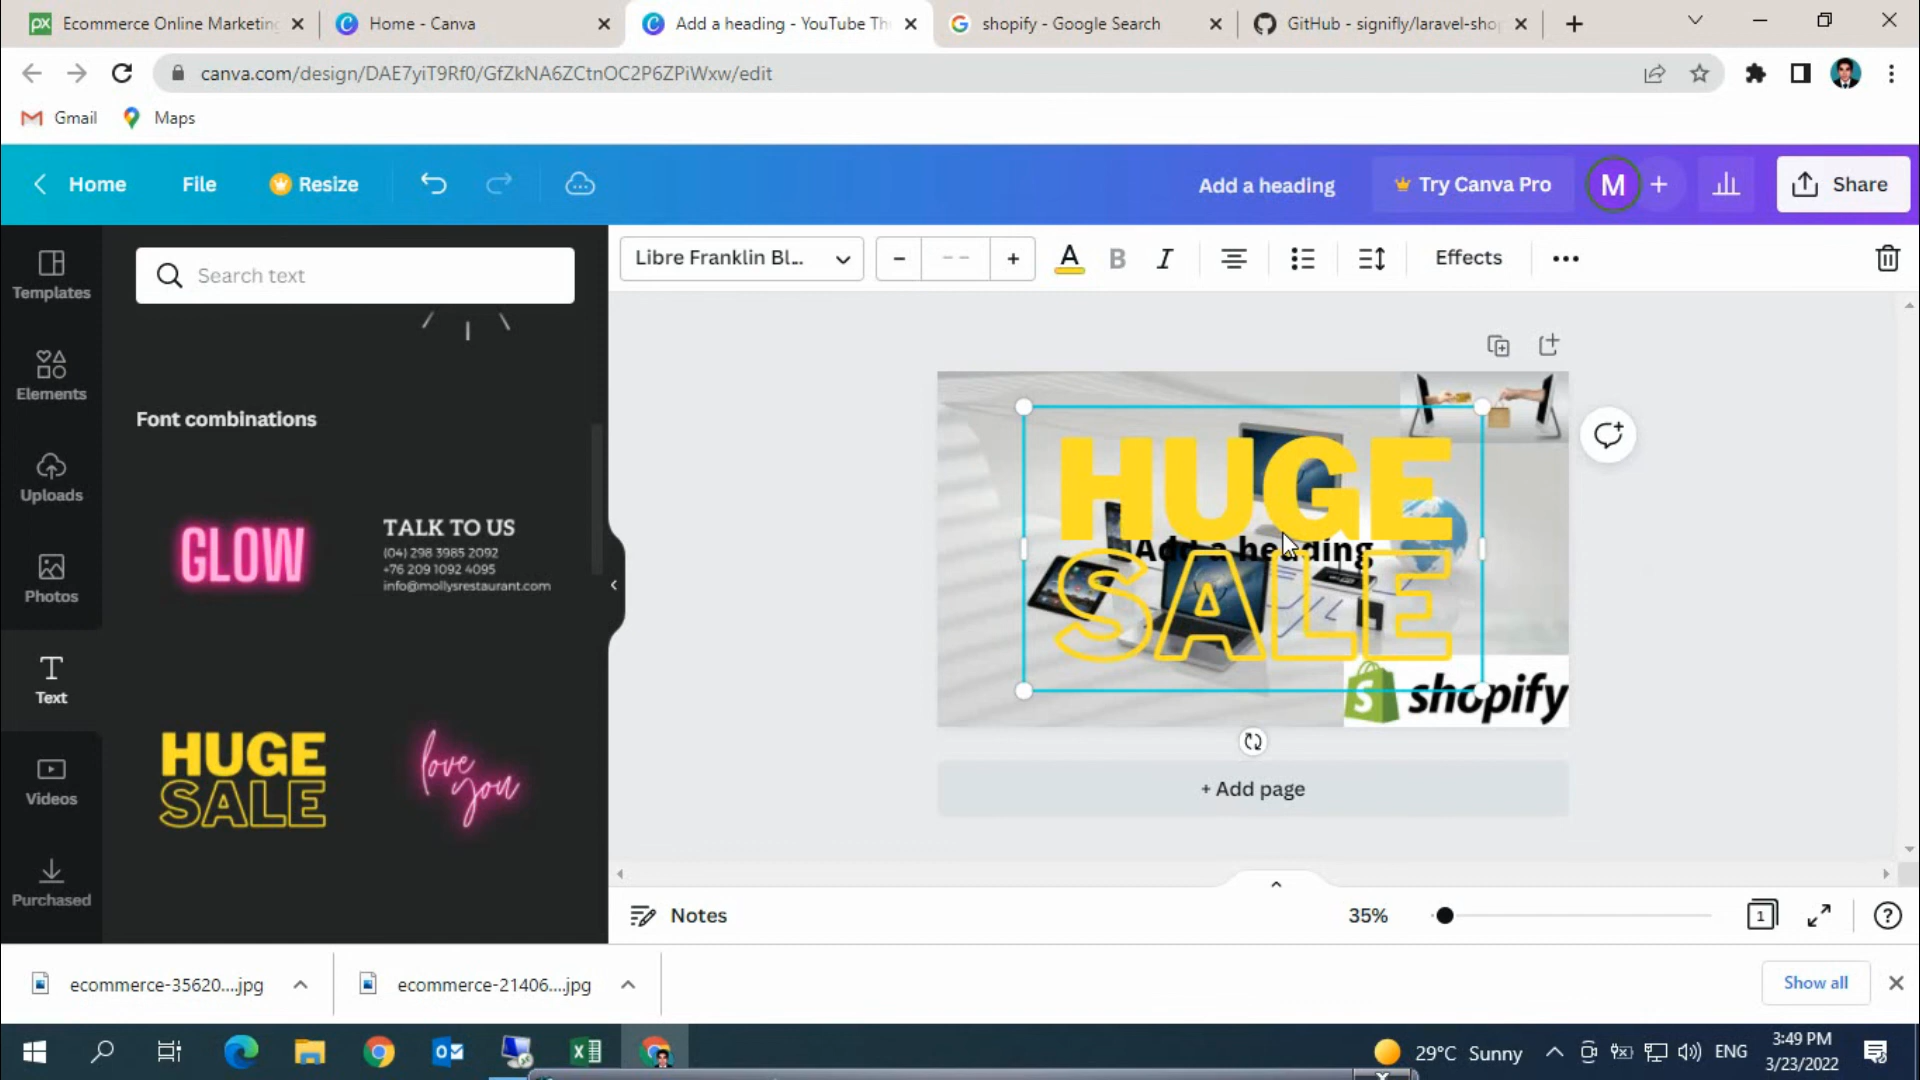 Ecommerce Online Marketing
Home - Canva
Add a heading - YouTube Th
shopify - Google Search
GitHub - signifly/laravel-shop
canva.com/design/DAE7yiT9Rf0/GfZkNA6ZCtnOC2P6ZPiWxw/edit
Gmail
Maps
Home
File
Resize
Add a heading
Try Canva Pro
M
Share
Templates
Elements
Uploads
Photos
Text
Videos
Purchased
Search text
Font combinations
GLOW
TALK TO US
(04) 298 3985 2092
+76 209 1092 4095
info@mollysrestaurant.com
HUGE
SALE
love
you
Libre Franklin Bl...
- -
A
B
I
Effects
HUGE
Add a heading
SALE
shopify
+ Add page
Notes
35%
1
ecommerce-35620....jpg
ecommerce-21406....jpg
Show all
29°C Sunny
ENG
3:49 PM
3/23/2022